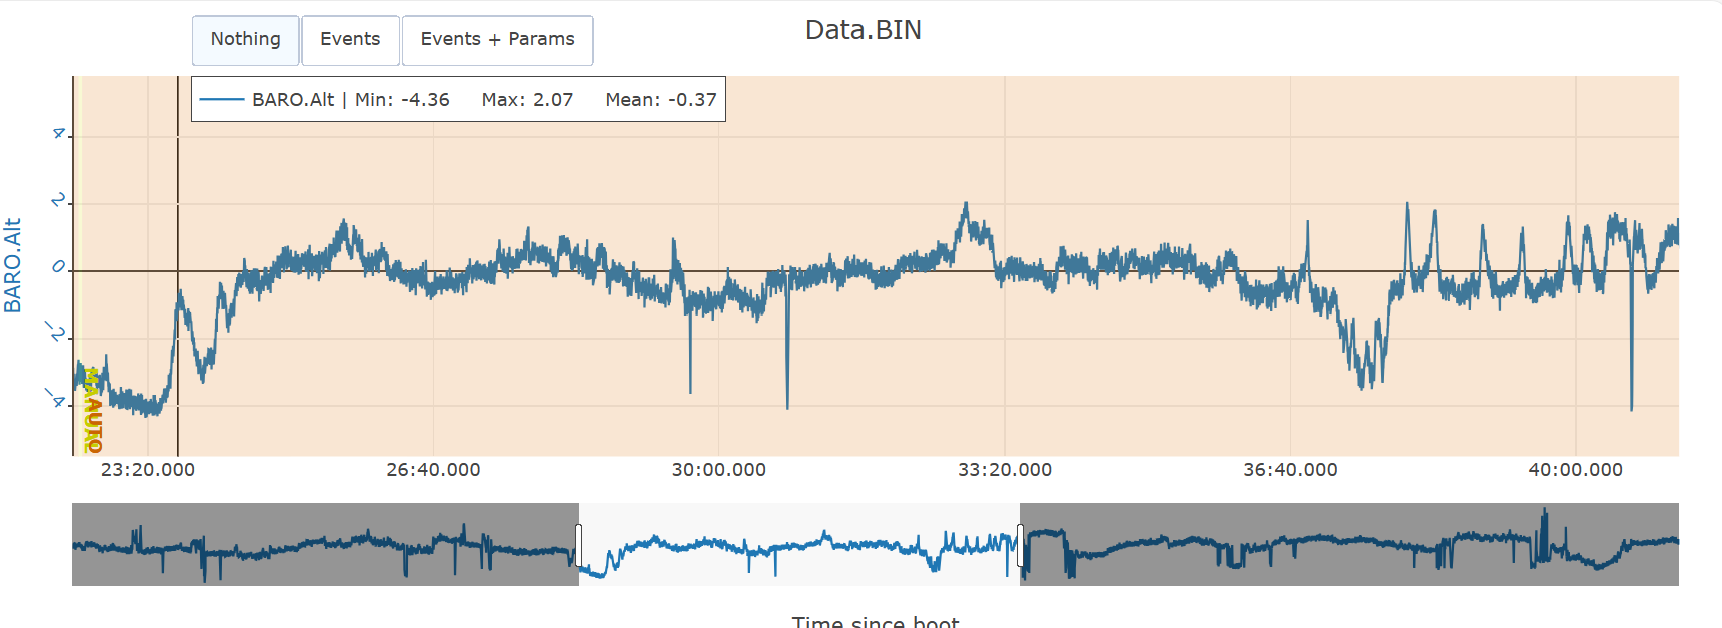 Data.BIN
Nothing
Events
Events + Params
BARO.Alt | Min: -4.36 Max: 2.07 Mean: -0.37
BARO.Alt
4
2
0
−2
−4
MANUAL
AUTO
23:20.000
26:40.000
30:00.000
33:20.000
36:40.000
40:00.000
Time since boot